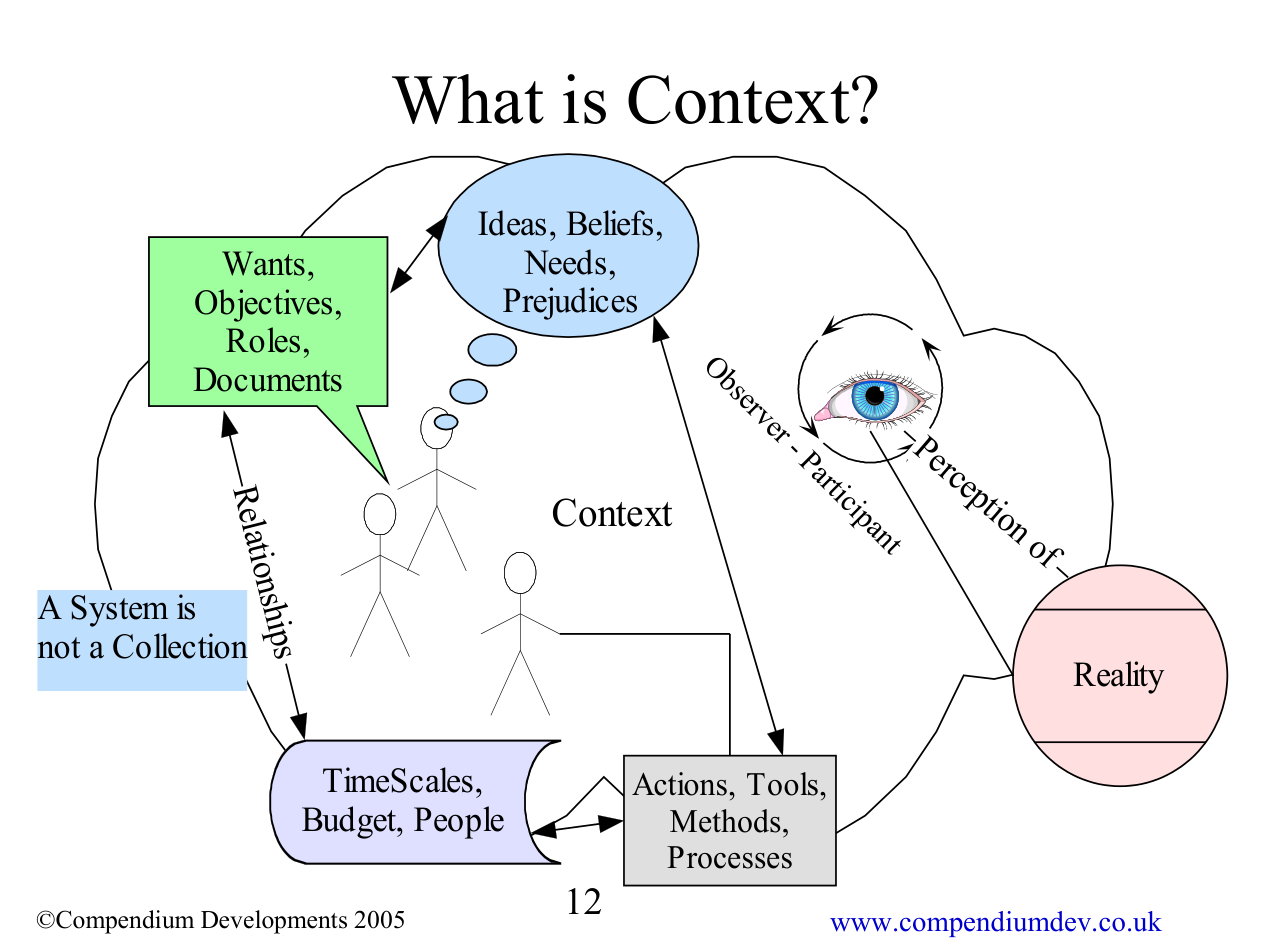 What is Context?
Ideas, Beliefs,
Needs,
Prejudices
Wants,
Objectives,
Roles,
Documents
Observer - Participant
Perception of
Context
Relationships
A System is
not a Collection
Reality
TimeScales,
Budget, People
Actions, Tools,
Methods,
Processes
12
©Compendium Developments 2005
www.compendiumdev.co.uk